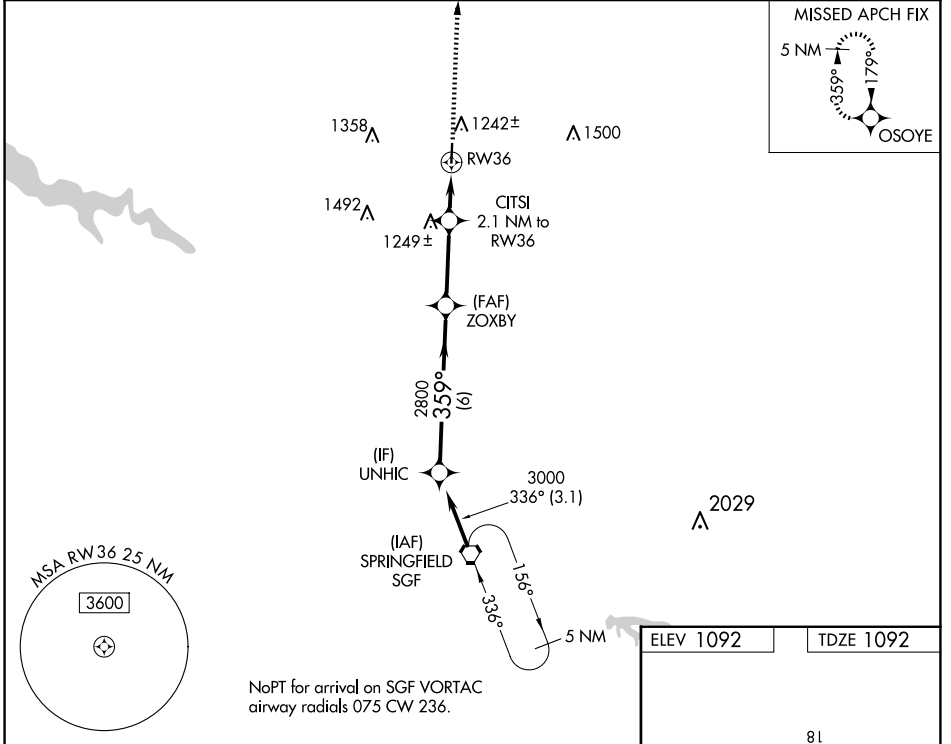 MISSED APCH FIX
5 NM
359°
179°
OSOYE
1358
1242±
1500
RW36
1492
1249±
CITSI
2.1 NM to
RW36
(FAF)
ZOXBY
2800
359°
(6)
(IF)
UNHIC
3000
336° (3.1)
2029
(IAF)
SPRINGFIELD
SGF
156°
336°
5 NM
MSA RW36 25 NM
3600
NoPT for arrival on SGF VORTAC
airway radials 075 CW 236.
ELEV 1092
TDZE 1092
18